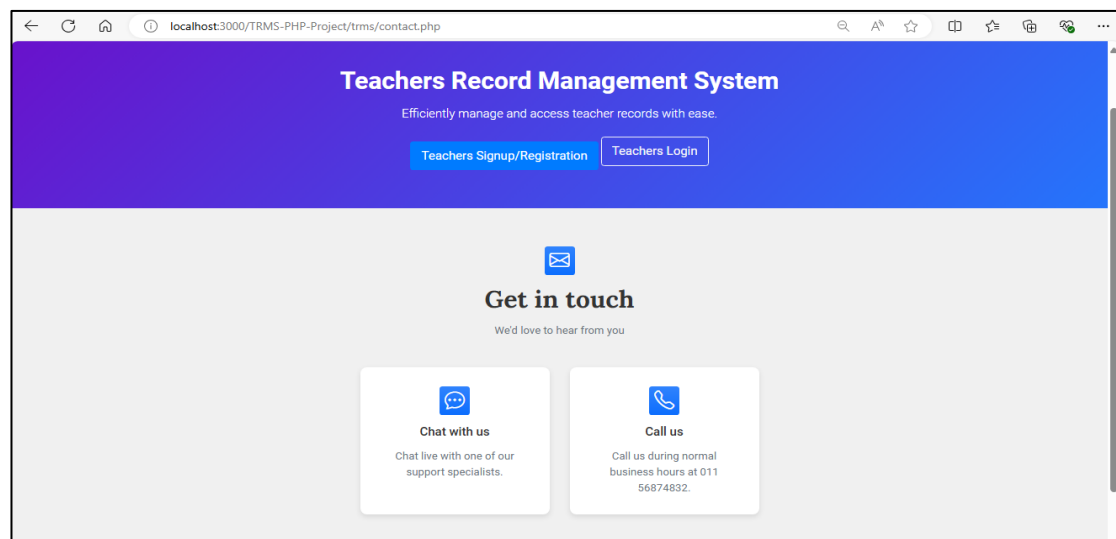 localhost:3000/TRMS-PHP-Project/trms/contact.php
Teachers Record Management System
Efficiently manage and access teacher records with ease.
Teachers Signup/Registration
Teachers Login
Get in touch
We'd love to hear from you
Chat with us
Chat live with one of our
support specialists.
Call us
Call us during normal
business hours at 011
56874832.